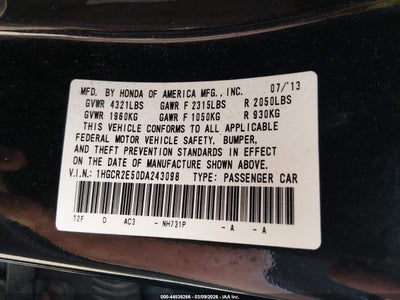 MFD. BY HONDA OF AMERICA MFG., INC. 07/'13
GVWR 4321LBS GAWR F 2315LBS R 2050LBS
GVWR 1960KG GAWR F 1050KG R 930KG
THIS VEHICLE CONFORMS TO ALL APPLICABLE
FEDERAL MOTOR VEHICLE SAFETY, BUMPER,
AND THEFT PREVENTION STANDARDS IN EFFECT
ON THE DATE OF MANUFACTURE SHOWN ABOVE.
V.I.N.: 1HGCR2E50DA243098 TYPE: PASSENGER CAR
T2F D AC3 - NH731P - A - A
000-44636266 - 03/09/2026 - IAA Inc.